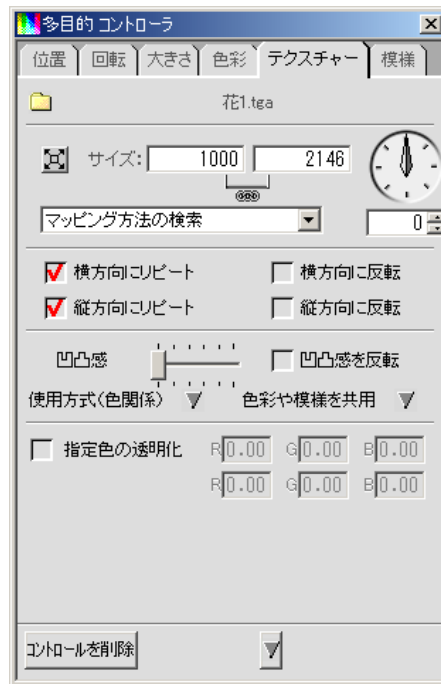 多目的 コントローラ
位置 回転 大きさ 色彩 テクスチャー 模様
花1.tga
サイズ: 1000 2146
マッピング方法の検索 0
横方向にリピート 横方向に反転
縦方向にリピート 縦方向に反転
凹凸感 凹凸感を反転
使用方式(色関係) 色彩や模様を共用
指定色の透明化 R 0.00 G 0.00 B 0.00
R 0.00 G 0.00 B 0.00
コントロールを削除